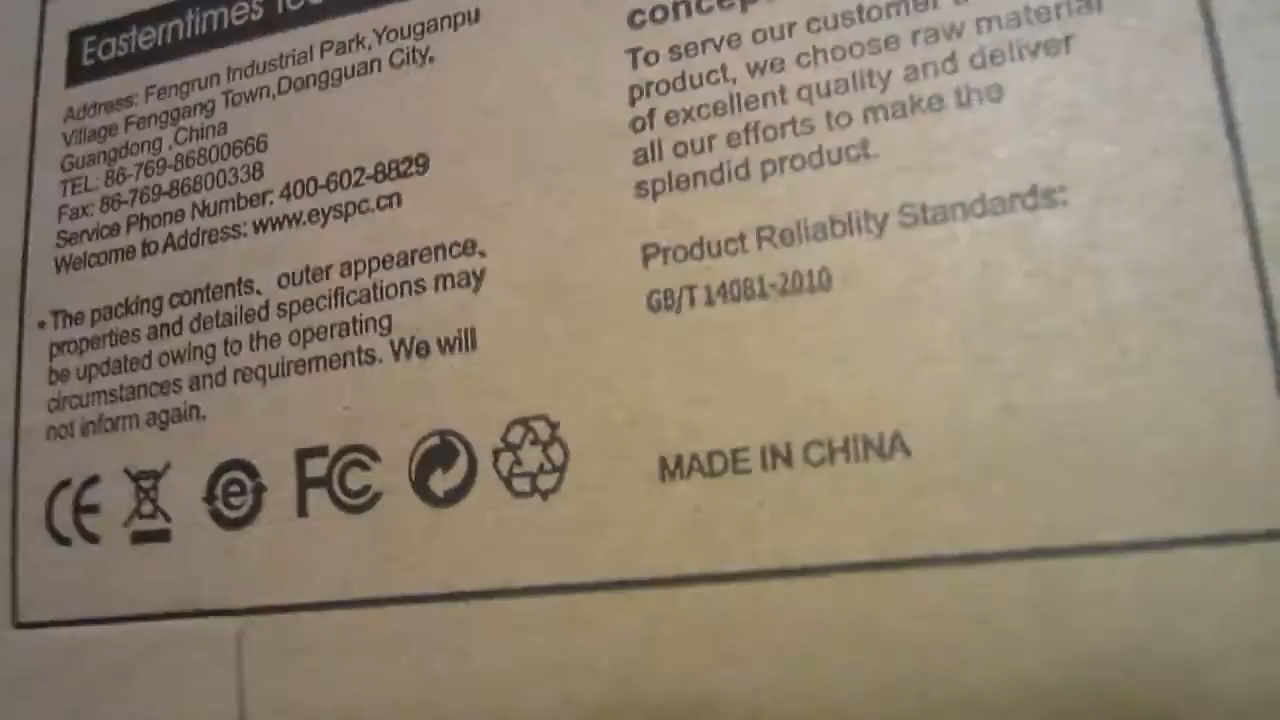 Easterntimes
Address: Fengrun Industrial Park,Youganpu
Village Fenggang Town,Dongguan City,
Guangdong ,China
TEL: 86-769-86800666
Fax: 86-769-86800338
Service Phone Number: 400-602-8829
Welcome to Address: www.eyspc.cn
• The packing contents、outer appearence、
properties and detailed specifications may
be updated owing to the operating
circumstances and requirements. We will
not inform again.
CE
e
FC
To serve our customer
product, we choose raw material
of excellent quality and deliver
all our efforts to make the
splendid product.
Product Reliablity Standards:
GB/T 14081-2010
MADE IN CHINA